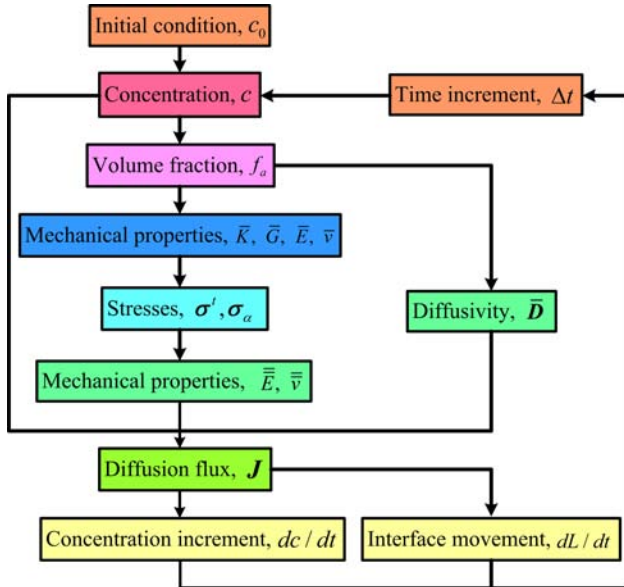 Initial condition, c₀
Concentration, c
Time increment, Δt
Volume fraction, fₐ
Mechanical properties, K̄, Ḡ, Ē, v̄
Stresses, σᵗ, σ_α
Diffusivity, D̄
Mechanical properties, E̿, v̿
Diffusion flux, J
Concentration increment, dc / dt
Interface movement, dL / dt